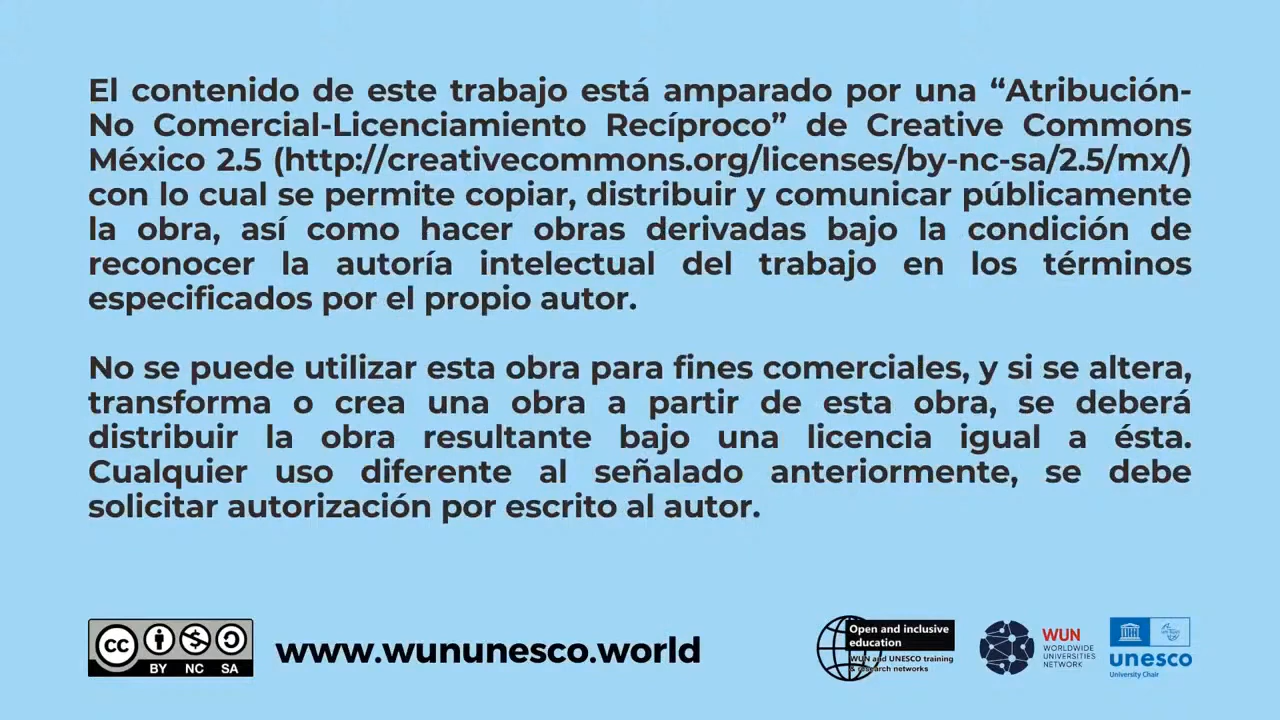 El contenido de este trabajo está amparado por una “Atribución-
No Comercial-Licenciamiento Recíproco” de Creative Commons
México 2.5 (http://creativecommons.org/licenses/by-nc-sa/2.5/mx/)
con lo cual se permite copiar, distribuir y comunicar públicamente
la obra, así como hacer obras derivadas bajo la condición de
reconocer la autoría intelectual del trabajo en los términos
especificados por el propio autor.
No se puede utilizar esta obra para fines comerciales, y si se altera,
transforma o crea una obra a partir de esta obra, se deberá
distribuir la obra resultante bajo una licencia igual a ésta.
Cualquier uso diferente al señalado anteriormente, se debe
solicitar autorización por escrito al autor.
cc
BY NC SA
www.wununesco.world
Open and inclusive
education
WUN and UNESCO training
& research networks
WUN
WORLDWIDE
UNIVERSITIES
NETWORK
unesco
University Chair